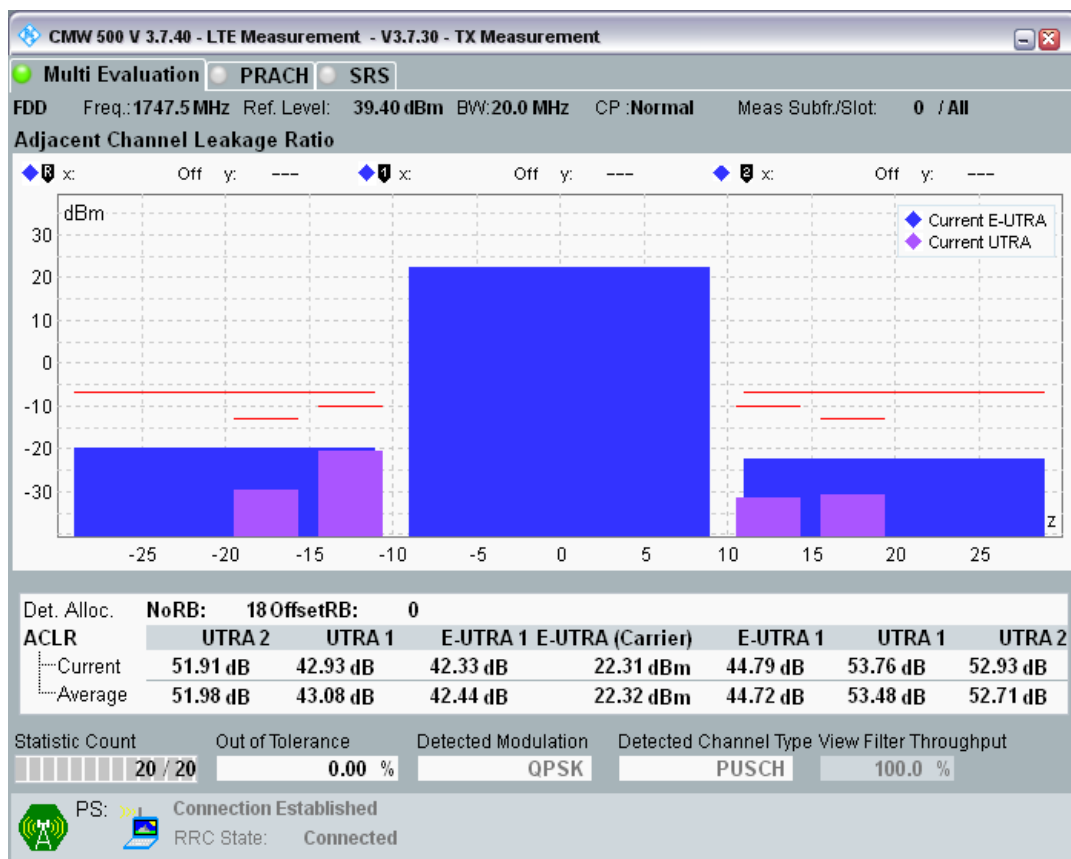 CMW 500 V 3.7.40 - LTE Measurement - V3.7.30 - TX Measurement
Multi Evaluation PRACH SRS
FDD Freq.: 1747.5 MHz Ref. Level: 39.40 dBm BW: 20.0 MHz CP : Normal Meas Subfr./Slot: 0 / All
Adjacent Channel Leakage Ratio
R x: Off y: --- 1 x: Off y: --- 2 x: Off y: ---
dBm
Current E-UTRA
Current UTRA
30
20
10
0
-10
-20
-30
z
-25 -20 -15 -10 -5 0 5 10 15 20 25
Det. Alloc. NoRB: 18 OffsetRB: 0
ACLR UTRA 2 UTRA 1 E-UTRA 1 E-UTRA (Carrier) E-UTRA 1 UTRA 1 UTRA 2
Current 51.91 dB 42.93 dB 42.33 dB 22.31 dBm 44.79 dB 53.76 dB 52.93 dB
Average 51.98 dB 43.08 dB 42.44 dB 22.32 dBm 44.72 dB 53.48 dB 52.71 dB
Statistic Count Out of Tolerance Detected Modulation Detected Channel Type View Filter Throughput
20 / 20 0.00 % QPSK PUSCH 100.0 %
PS: Connection Established
RRC State: Connected